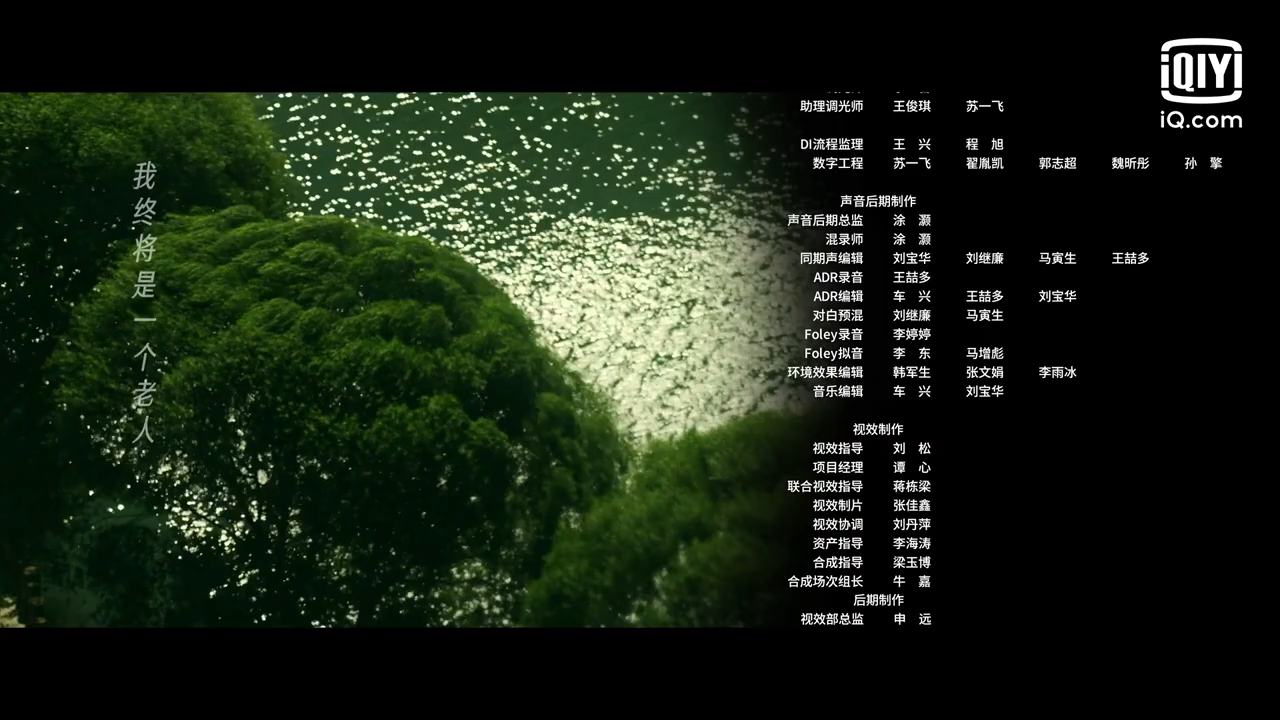 iQIYI
iQ.com
我终将是一个老人
助理调光师 王俊琪 苏一飞
DI流程监理 王 兴 程 旭
数字工程 苏一飞 翟胤凯 郭志超 魏昕彤 孙 擎
声音后期制作
声音后期总监 涂 灏
混录师 涂 灏
同期声编辑 刘宝华 刘继廉 马寅生 王喆多
ADR录音 王喆多
ADR编辑 车 兴 王喆多 刘宝华
对白预混 刘继廉 马寅生
Foley录音 李婷婷
Foley拟音 李 东 马增彪
环境效果编辑 韩军生 张文娟 李雨冰
音乐编辑 车 兴 刘宝华
视效制作
视效指导 刘 松
项目经理 谭 心
联合视效指导 蒋栋梁
视效制片 张佳鑫
视效协调 刘丹萍
资产指导 李海涛
合成指导 梁玉博
合成场次组长 牛 嘉
后期制作
视效部总监 申 远